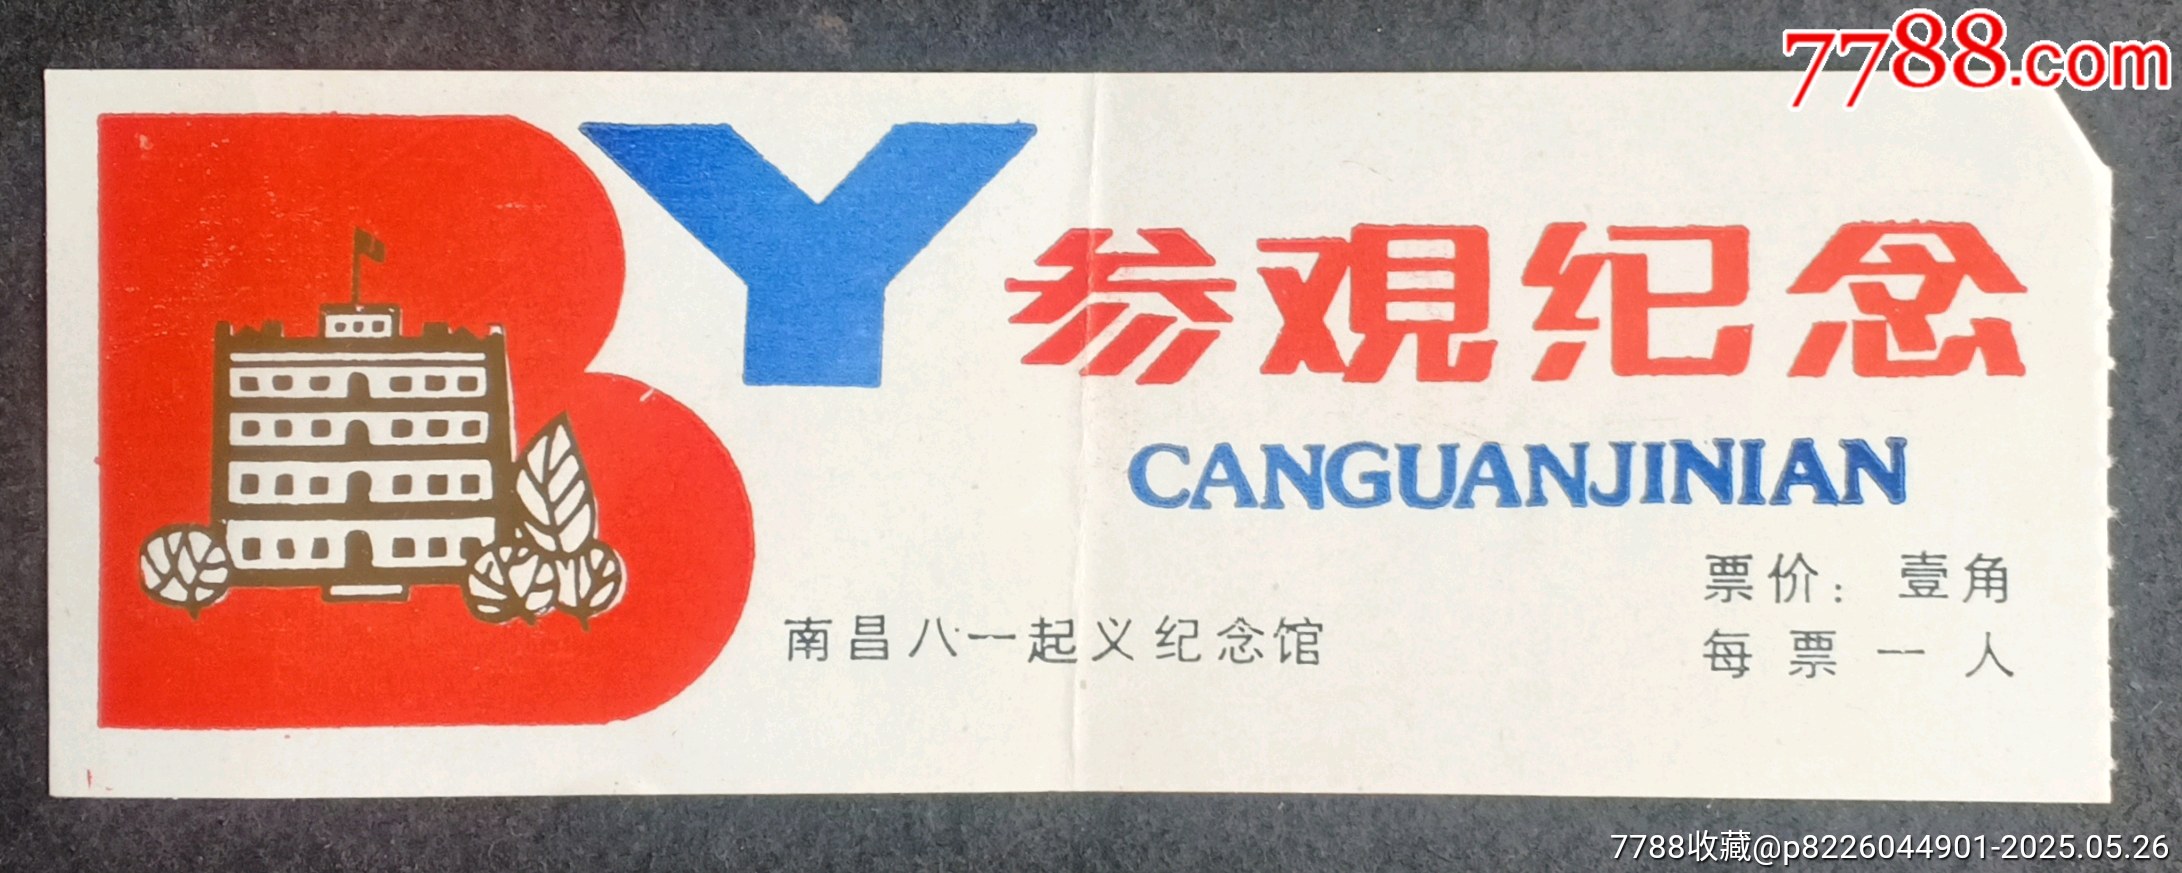 7788.com
BY
参观纪念
CANGUANJINIAN
票价：壹角
南昌八一起义纪念馆
每票一人
7788收藏@p8226044901-2025.05.26